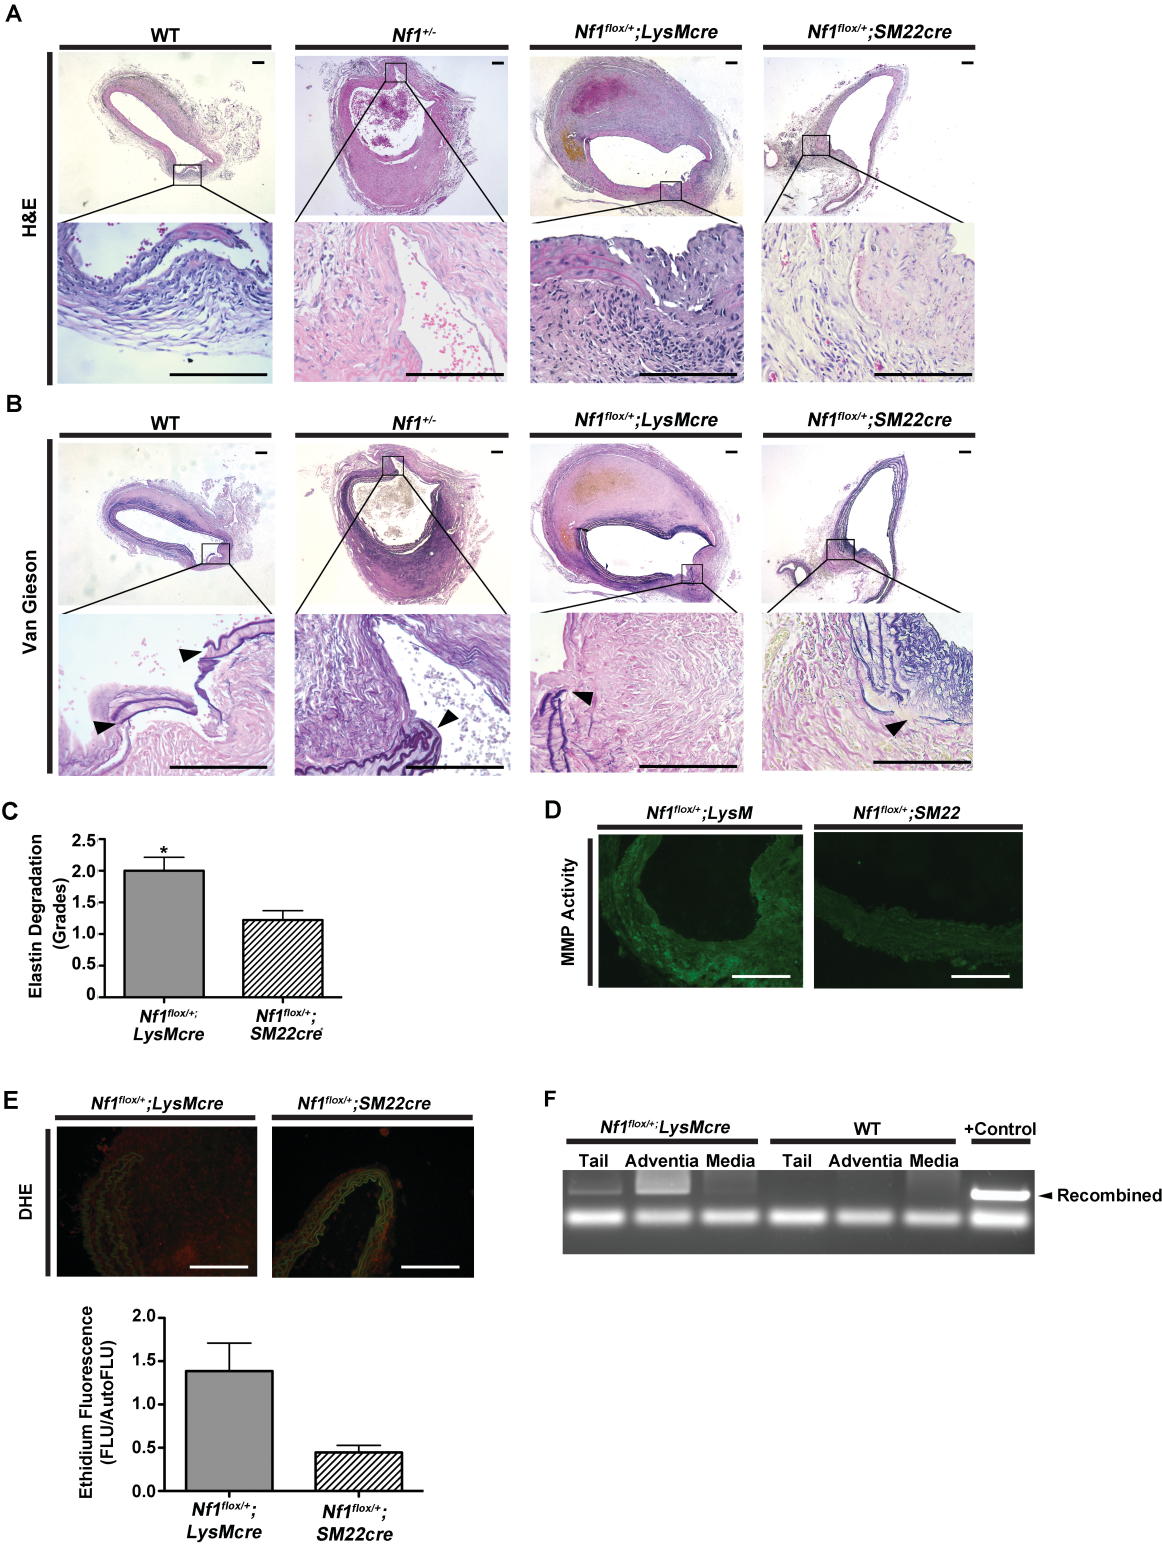 A
WT
Nf1+/-
Nf1flox/+;LysMcre
Nf1flox/+;SM22cre
H&E
B
WT
Nf1+/-
Nf1flox/+;LysMcre
Nf1flox/+;SM22cre
Van Gieson
C
Elastin Degradation
(Grades)
2.5
2.0
1.5
1.0
0.5
0
*
Nf1flox/+;
LysMcre
Nf1flox/+;
SM22cre
D
Nf1flox/+;LysM
Nf1flox/+;SM22
MMP Activity
E
Nf1flox/+;LysMcre
Nf1flox/+;SM22cre
DHE
Ethidium Fluorescence
(FLU/AutoFLU)
2.0
1.5
1.0
0.5
0.0
Nf1flox/+;
LysMcre
Nf1flox/+;
SM22cre
F
Nf1flox/+;LysMcre
WT
+Control
Tail Adventia Media Tail Adventia Media
Recombined